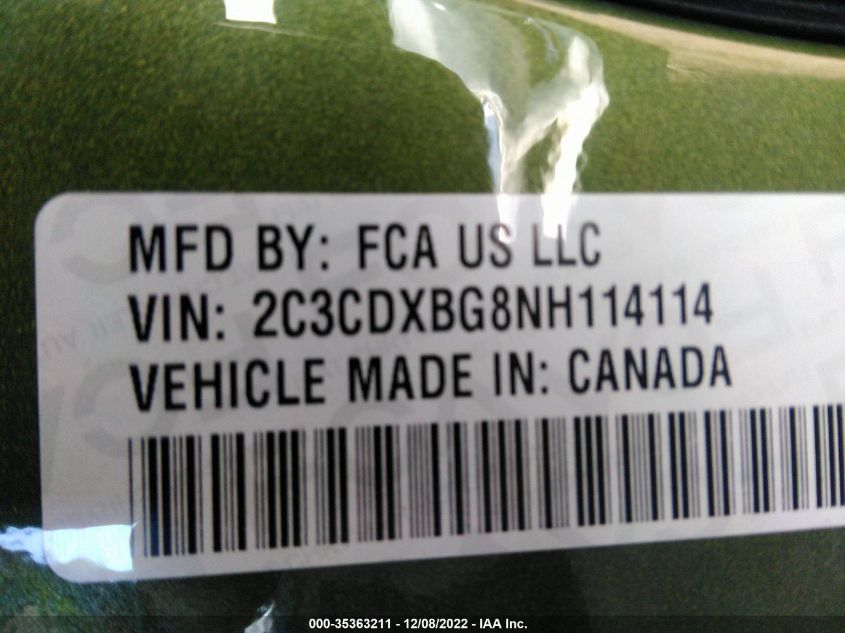 MFD BY: FCA US LLC
VIN: 2C3CDXBG8NH114114
VEHICLE MADE IN: CANADA
000-35363211 - 12/08/2022 - IAA Inc.